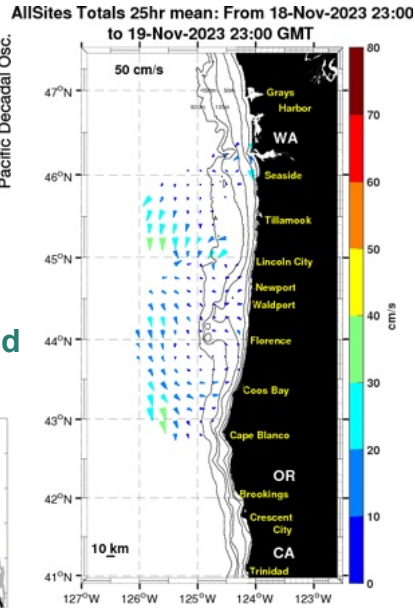 AllSites Totals 25hr mean: From 18-Nov-2023 23:00
to 19-Nov-2023 23:00 GMT
Pacific Decadal Osc.
50 cm/s
47°N
46°N
45°N
44°N
43°N
42°N
41°N
127°W
126°W
125°W
124°W
123°W
Grays
Harbor
WA
Seaside
Tillamook
Lincoln City
Newport
Waldport
Florence
Coos Bay
Cape Blanco
OR
Brookings
Crescent
City
CA
Trinidad
10 km
d
80
70
60
50
40
30
20
10
0
cm/s